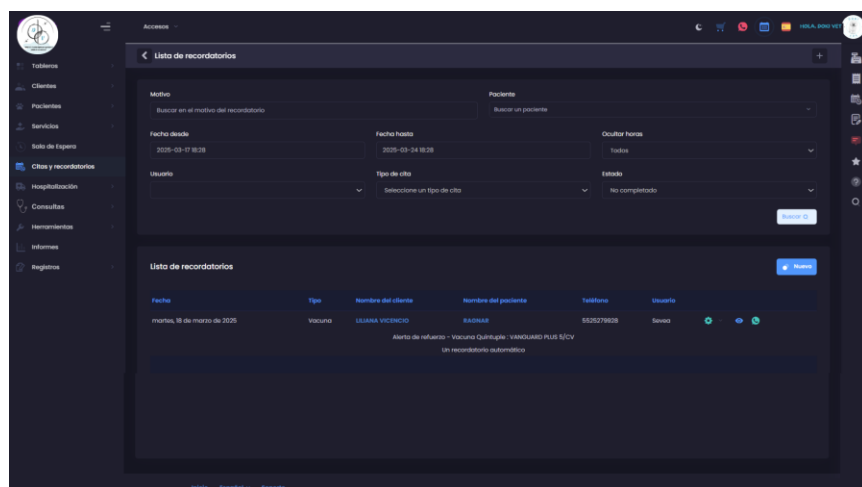 Accesos
HOLA, DOKI VET
Tableros
Clientes
Pacientes
Servicios
Sala de Espera
Citas y recordatorios
Hospitalización
Consultas
Herramientas
Informes
Registros
Lista de recordatorios
Motivo
Buscar en el motivo del recordatorio
Paciente
Buscar un paciente
Fecha desde
2025-03-17 18:28
Fecha hasta
2025-03-24 18:28
Ocultar horas
Todos
Usuario
Tipo de cita
Seleccione un tipo de cita
Estado
No completado
Buscar
Lista de recordatorios
Nuevo
Fecha Tipo Nombre del cliente Nombre del paciente Teléfono Usuario
martes, 18 de marzo de 2025 Vacuna LILIANA VICENCIO RAGNAR 5525279928 Sevea
Alerta de refuerzo - Vacuna Quintuple : VANGUARD PLUS 5/CV
Un recordatorio automático